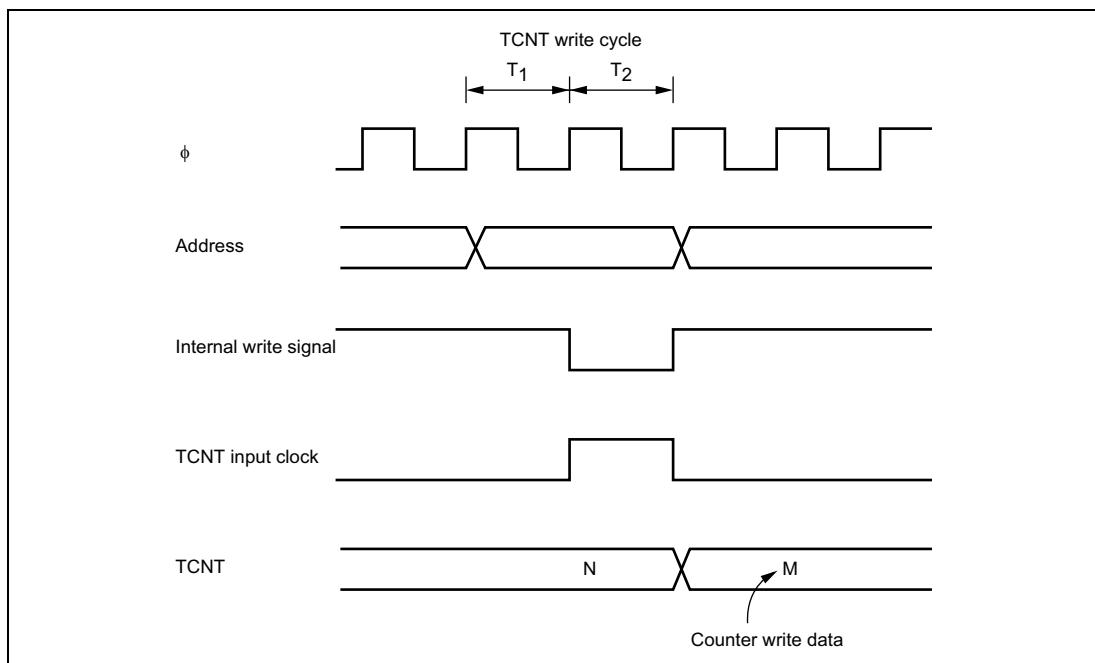 TCNT write cycle
T1 T2
ϕ
Address
Internal write signal
TCNT input clock
TCNT
N M
Counter write data